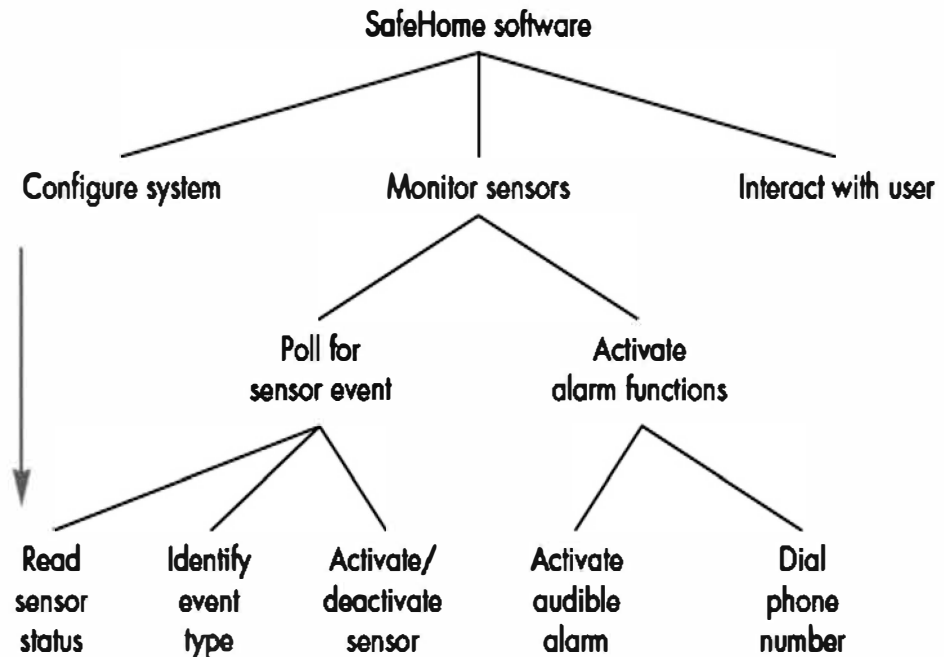 SafeHome software
Configure system
Monitor sensors
Interact with user
Poll for
sensor event
Activate
alarm functions
Read
sensor
status
Identify
event
type
Activate/
deactivate
sensor
Activate
audible
alarm
Dial
phone
number